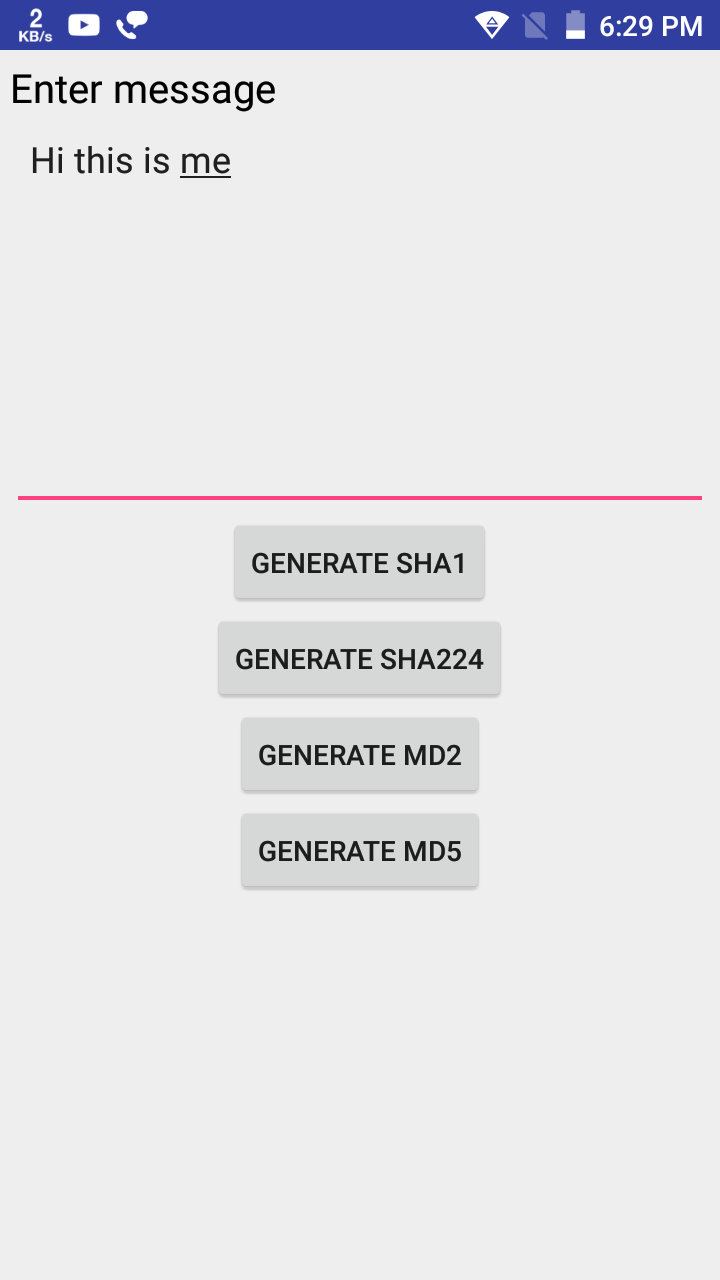 2
KB/s
6:29 PM
Enter message
Hi this is me
GENERATE SHA1
GENERATE SHA224
GENERATE MD2
GENERATE MD5